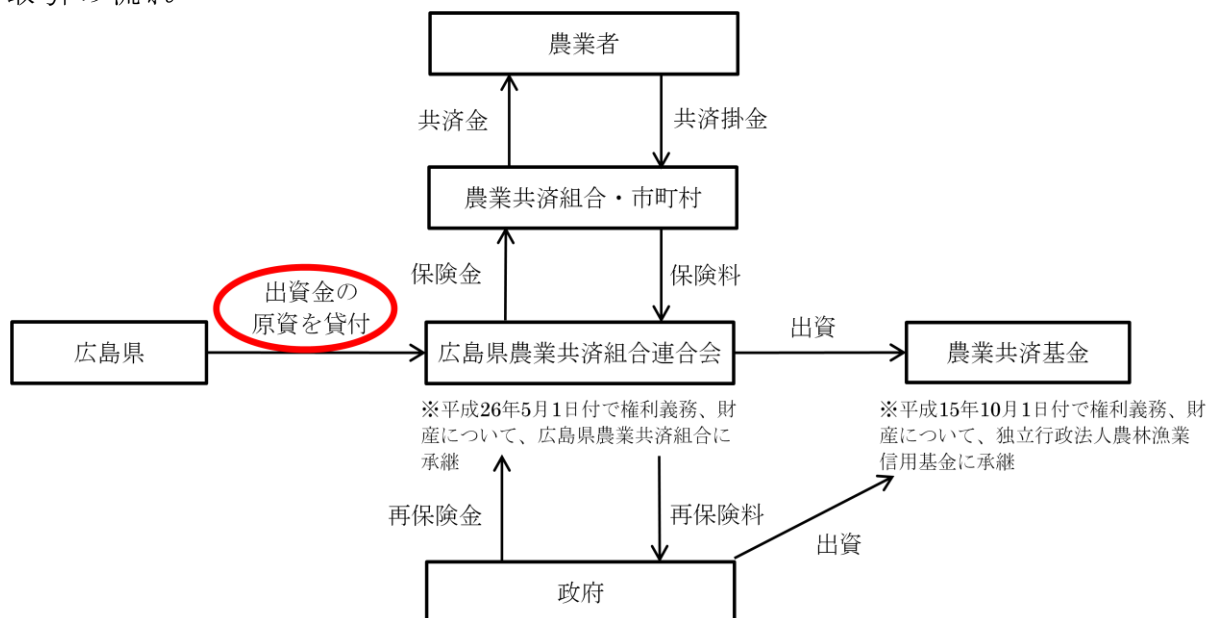 取引の流れ
農業者
共済金
共済掛金
農業共済組合・市町村
保険金
保険料
出資金の
原資を貸付
出資
広島県
広島県農業共済組合連合会
農業共済基金
※平成26年5月1日付で権利義務、財
産について、広島県農業共済組合に
承継
※平成15年10月1日付で権利義務、財
産について、独立行政法人農林漁業
信用基金に承継
再保険金
再保険料
出資
政府